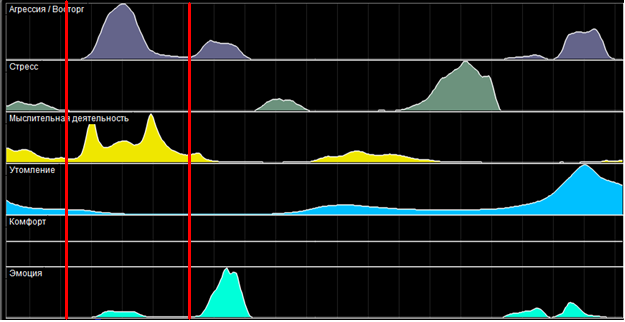 Агрессия / Восторг
Стресс
Мыслительная деятельность
Утомление
Комфорт
Эмоция